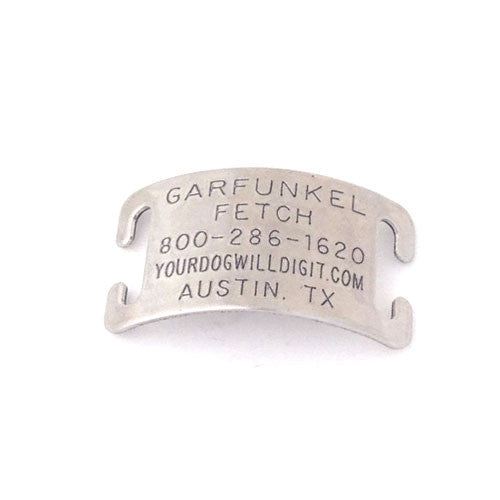 GARFUNKEL
FETCH
800-286-1620
YOURDOGWILLDIGIT.COM
AUSTIN, TX